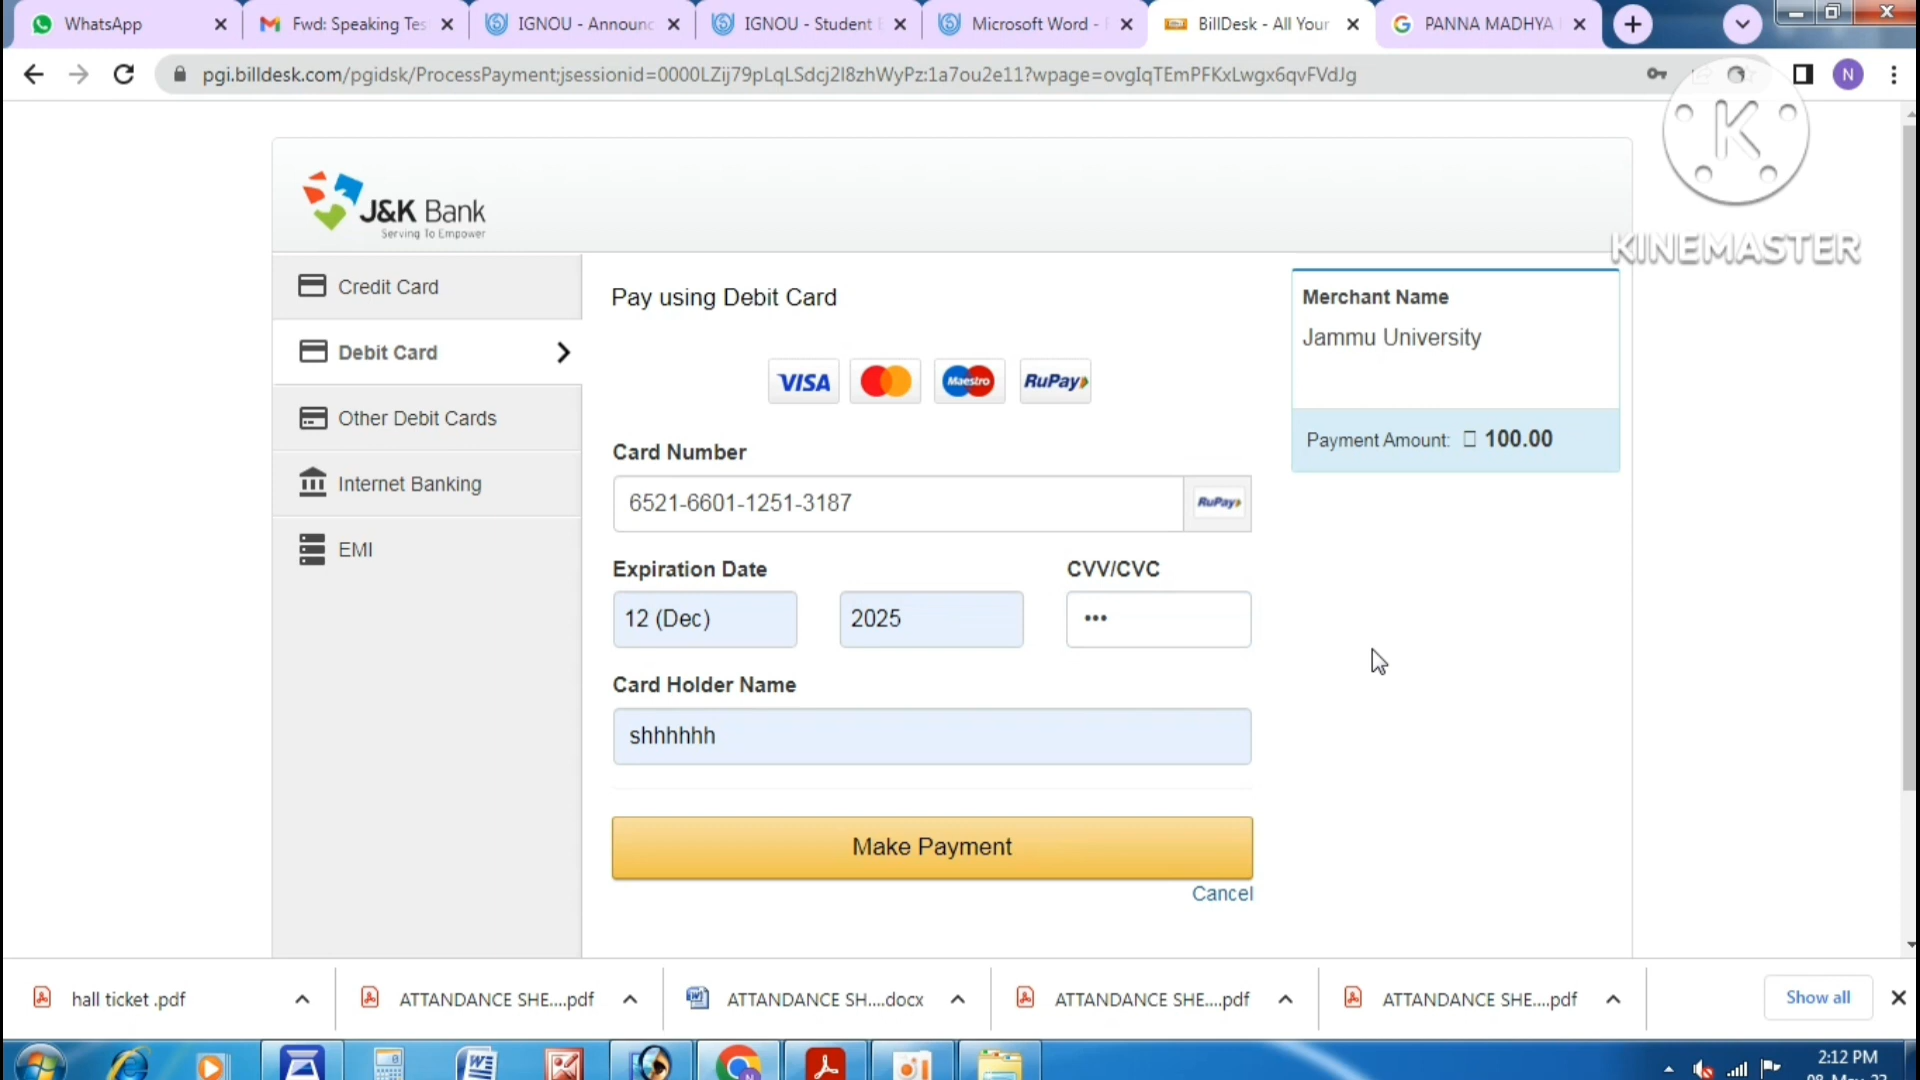 WhatsApp
Fwd: Speaking Tes
IGNOU - Announc
IGNOU - Student
Microsoft Word -
BillDesk - All Your
PANNA MADHYA
pgi.billdesk.com/pgidsk/ProcessPayment;jsessionid=0000LZij79pLqLSdcj2I8zhWyPz:1a7ou2e11?wpage=ovgIqTEmPFKxLwgx6qvFVdJg
N
K
KINEMASTER
J&K Bank
Serving To Empower
Credit Card
Debit Card
Other Debit Cards
Internet Banking
EMI
Pay using Debit Card
VISA
Maestro
RuPay
Card Number
6521-6601-1251-3187
RuPay
Expiration Date
CVV/CVC
12 (Dec)
2025
•••
Card Holder Name
shhhhhh
Make Payment
Cancel
Merchant Name
Jammu University
Payment Amount: 100.00
hall ticket .pdf
ATTANDANCE SHE....pdf
ATTANDANCE SH....docx
ATTANDANCE SHE....pdf
ATTANDANCE SHE....pdf
Show all
2:12 PM